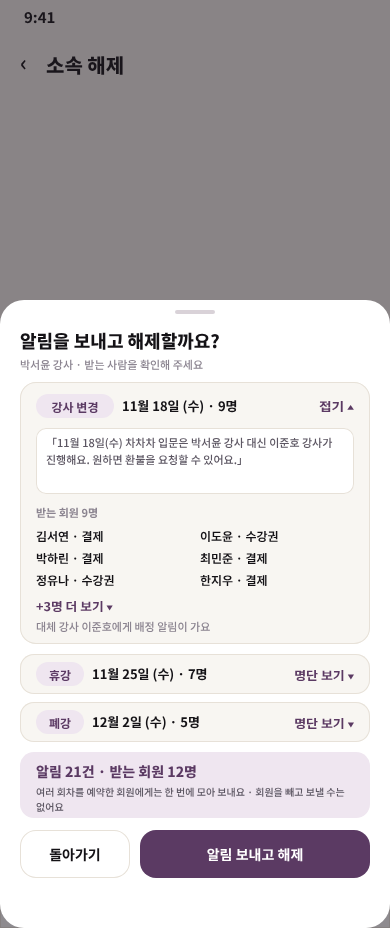 9:41
‹ 소속 해제
알림을 보내고 해제할까요?
박서윤 강사 · 받는 사람을 확인해 주세요
강사 변경 11월 18일 (수) · 9명 접기 ▴
「11월 18일(수) 차차차 입문은 박서윤 강사 대신 이준호 강사가
진행해요. 원하면 환불을 요청할 수 있어요.」
받는 회원 9명
김서연 · 결제 이도윤 · 수강권
박하린 · 결제 최민준 · 결제
정유나 · 수강권 한지우 · 결제
+3명 더 보기 ▾
대체 강사 이준호에게 배정 알림이 가요
휴강 11월 25일 (수) · 7명 명단 보기 ▾
폐강 12월 2일 (수) · 5명 명단 보기 ▾
알림 21건 · 받는 회원 12명
여러 회차를 예약한 회원에게는 한 번에 모아 보내요 · 회원을 빼고 보낼 수는
없어요
돌아가기 알림 보내고 해제